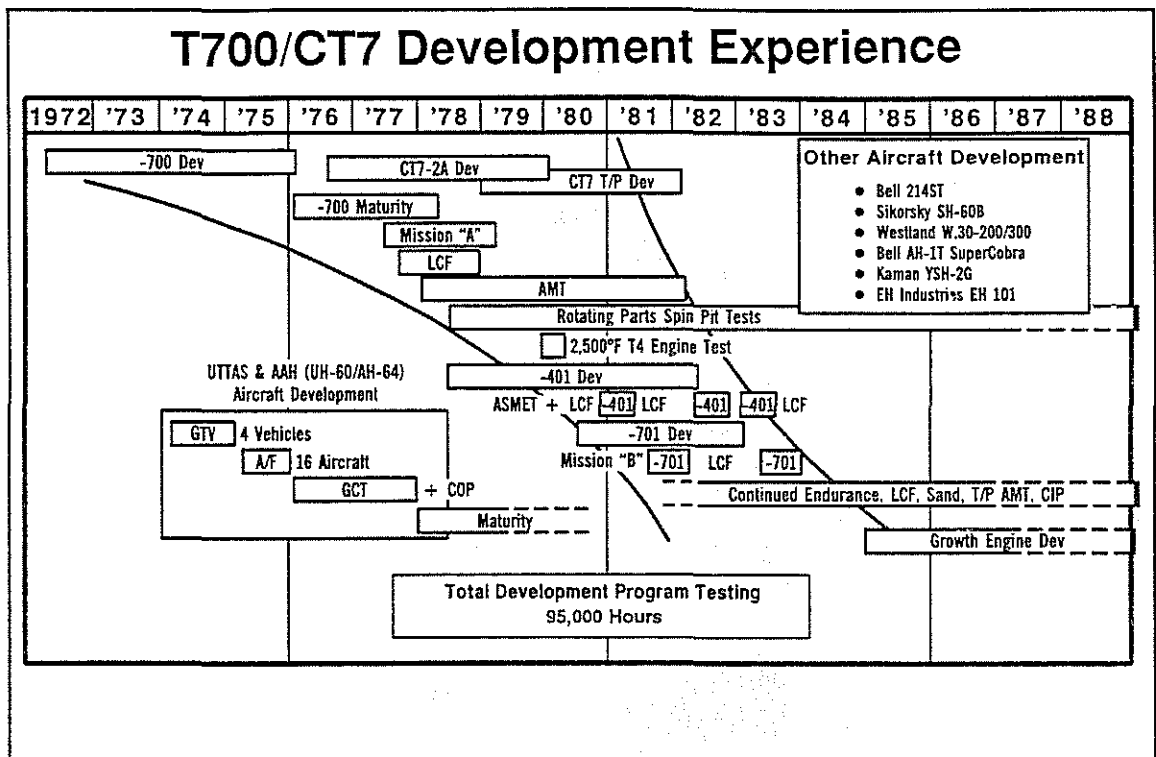 T700/CT7 Development Experience
1972 '73 '74 '75 '76 '77 '78 '79 '80 '81 '82 '83 '84 '85 '86 '87 '88
-700 Dev
CT7-2A Dev
CT7 T/P Dev
-700 Maturity
Mission "A"
LCF
AMT
Rotating Parts Spin Pit Tests
2,500°F T4 Engine Test
-401 Dev
ASMET + LCF -401 LCF -401 -401 LCF
-701 Dev
Mission "B" -701 LCF -701
Continued Endurance, LCF, Sand, T/P AMT, CIP
Growth Engine Dev
Other Aircraft Development
• Bell 214ST
• Sikorsky SH-60B
• Westland W.30-200/300
• Bell AH-1T SuperCobra
• Kaman YSH-2G
• EH Industries EH 101
UTTAS & AAH (UH-60/AH-64)
Aircraft Development
GTV 4 Vehicles
A/F 16 Aircraft
GCT + COP
Maturity
Total Development Program Testing
95,000 Hours